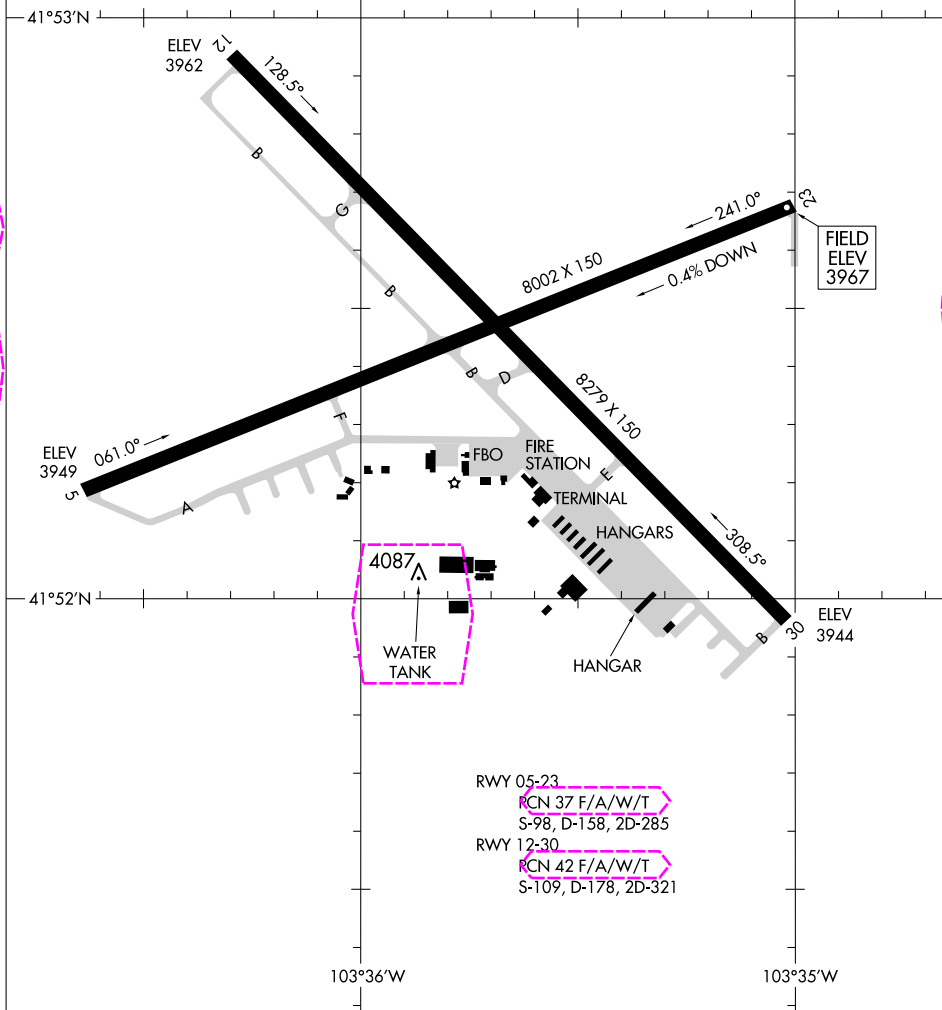 41°53'N
12
ELEV
3962
128.5°
B
G
23
241.0°
FIELD
ELEV
3967
8002 X 150
0.4% DOWN
B
B
D
8279 X 150
F
061.0°
ELEV
3949
5
A
FBO
FIRE
STATION
E
TERMINAL
HANGARS
308.5°
4087
41°52'N
ELEV
3944
30
B
WATER
TANK
HANGAR
RWY 05-23
PCN 37 F/A/W/T
S-98, D-158, 2D-285
RWY 12-30
PCN 42 F/A/W/T
S-109, D-178, 2D-321
103°36'W
103°35'W